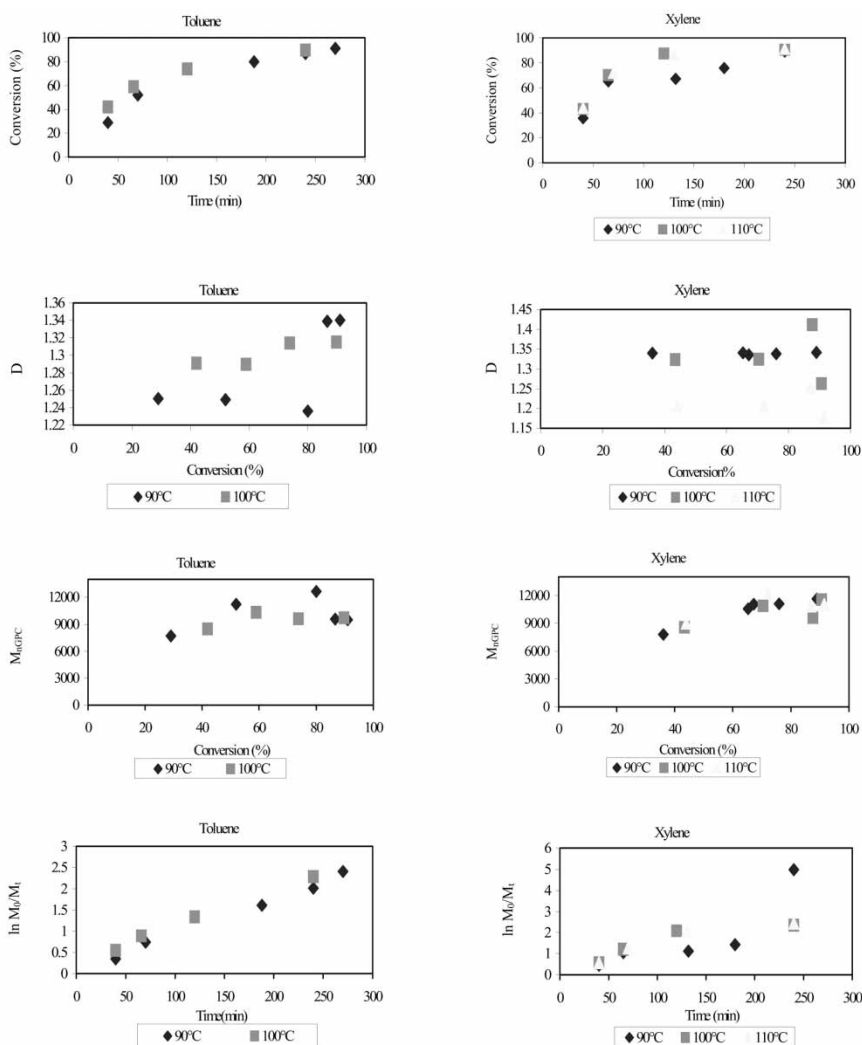 Toluene
100
80
60
40
20
0
Conversion (%)
0 50 100 150 200 250 300
Time (min)
Xylene
100
80
60
40
20
0
Conversion (%)
0 50 100 150 200 250 300
Time (min)
90°C 100°C 110°C
Toluene
1.36
1.34
1.32
1.3
1.28
1.26
1.24
1.22
D
0 20 40 60 80 100
Conversion (%)
90°C 100°C
Xylene
1.45
1.4
1.35
1.3
1.25
1.2
1.15
D
0 20 40 60 80 100
Conversion%
90°C 100°C 110°C
Toluene
12000
9000
6000
3000
0
MnGPC
0 20 40 60 80 100
Conversion (%)
90°C 100°C
Xylene
12000
9000
6000
3000
0
MnGPC
0 20 40 60 80 100
Conversion (%)
90°C 100°C 110°C
Toluene
3
2.5
2
1.5
1
0.5
0
ln M₀/Mₜ
0 50 100 150 200 250 300
Time(min)
90°C 100°C
Xylene
6
5
4
3
2
1
0
ln M₀/Mₜ
0 50 100 150 200 250 300
Time (min)
90°C 100°C 110°C